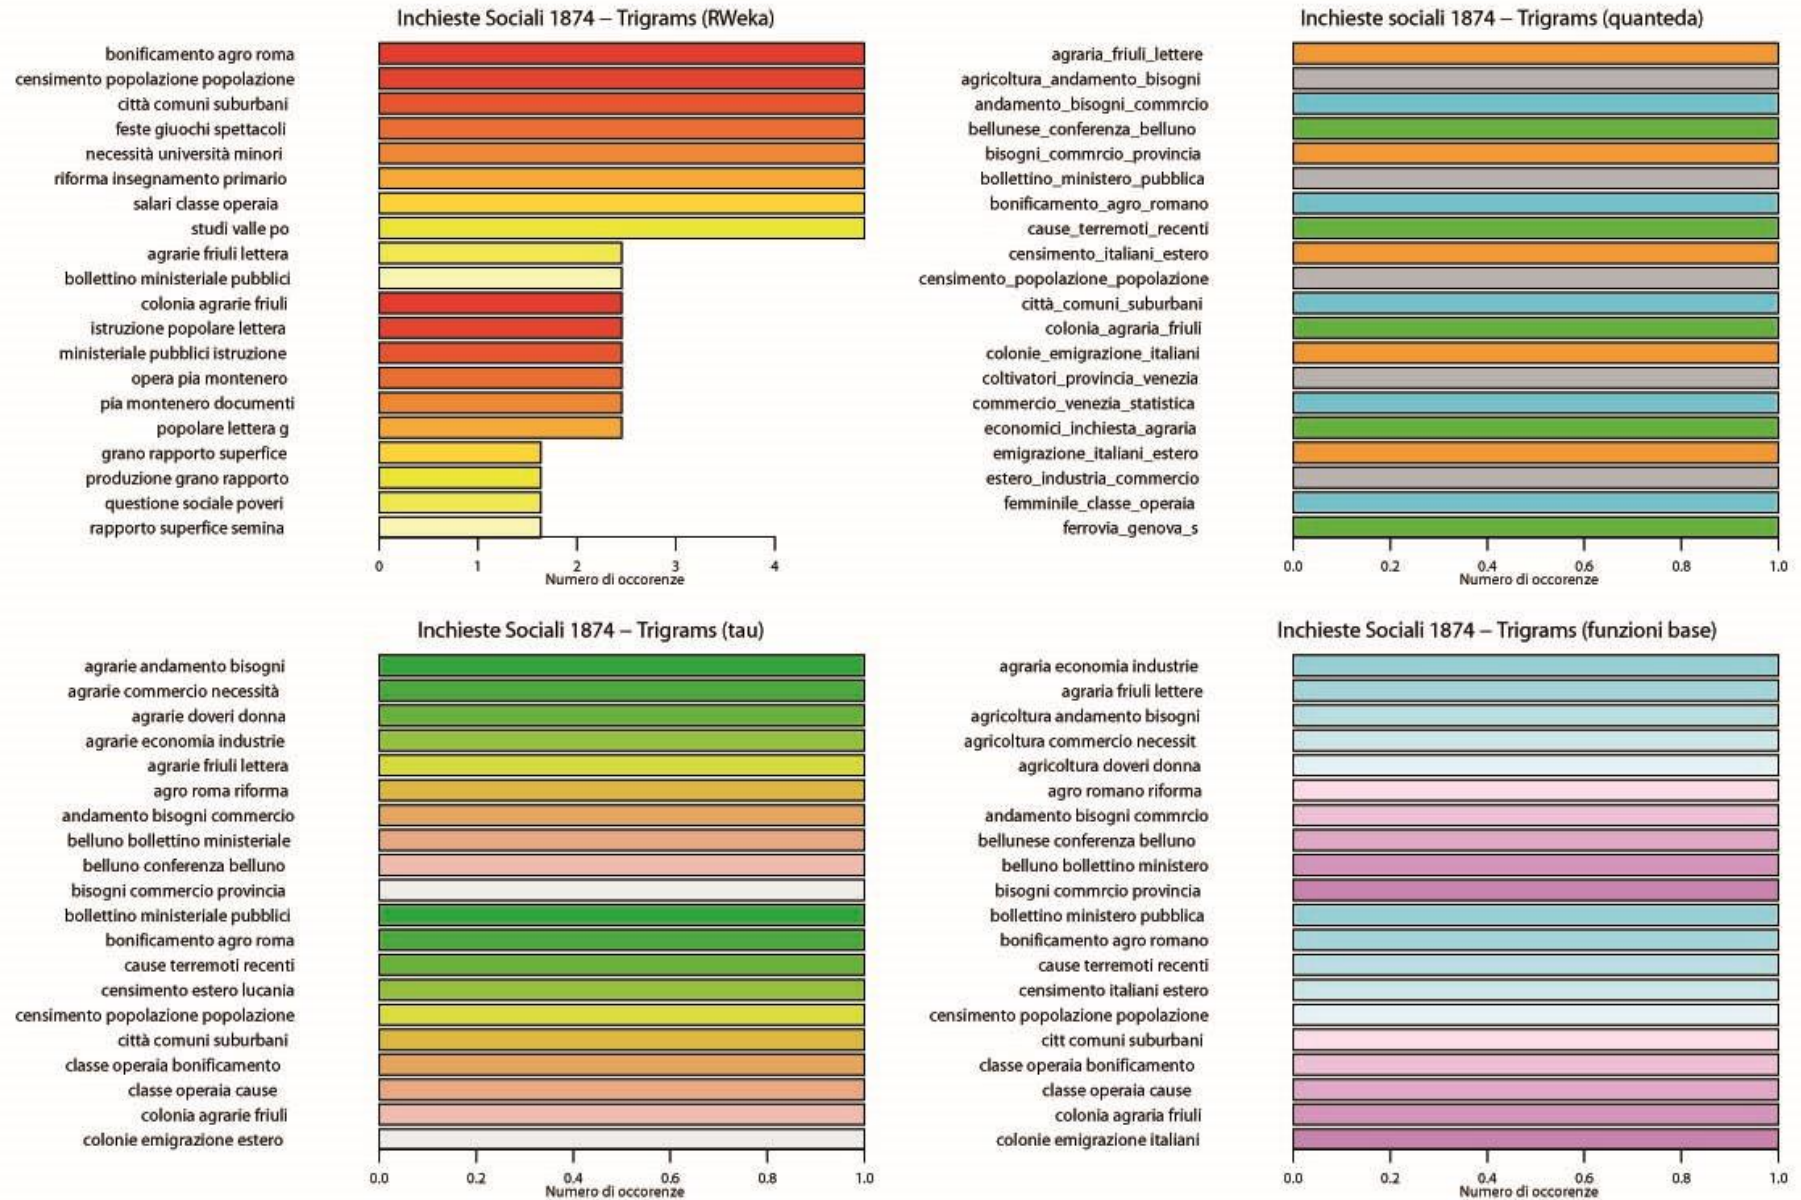 Inchieste Sociali 1874 – Trigrams (RWeka)
bonificamento agro roma
censimento popolazione popolazione
città comuni suburbani
feste giuochi spettacoli
necessità università minori
riforma insegnamento primario
salari classe operaia
studi valle po
agrarie friuli lettera
bollettino ministeriale pubblici
colonia agrarie friuli
istruzione popolare lettera
ministeriale pubblici istruzione
opera pia montenero
pia montenero documenti
popolare lettera g
grano rapporto superfice
produzione grano rapporto
questione sociale poveri
rapporto superfice semina
0 1 2 3 4
Numero di occorenze
Inchieste sociali 1874 – Trigrams (quanteda)
agraria_friuli_lettere
agricoltura_andamento_bisogni
andamento_bisogni_commrcio
bellunese_conferenza_belluno
bisogni_commrcio_provincia
bollettino_ministero_pubblica
bonificamento_agro_romano
cause_terremoti_recenti
censimento_italiani_estero
censimento_popolazione_popolazione
città_comuni_suburbani
colonia_agraria_friuli
colonie_emigrazione_italiani
coltivatori_provincia_venezia
commercio_venezia_statistica
economici_inchiesta_agraria
emigrazione_italiani_estero
estero_industria_commercio
femminile_classe_operaia
ferrovia_genova_s
0.0 0.2 0.4 0.6 0.8 1.0
Numero di occorenze
Inchieste Sociali 1874 – Trigrams (tau)
agrarie andamento bisogni
agrarie commercio necessità
agrarie doveri donna
agrarie economia industrie
agrarie friuli lettera
agro roma riforma
andamento bisogni commercio
belluno bollettino ministeriale
belluno conferenza belluno
bisogni commercio provincia
bollettino ministeriale pubblici
bonificamento agro roma
cause terremoti recenti
censimento estero lucania
censimento popolazione popolazione
città comuni suburbani
classe operaia bonificamento
classe operaia cause
colonia agrarie friuli
colonie emigrazione estero
0.0 0.2 0.4 0.6 0.8 1.0
Numero di occorenze
Inchieste Sociali 1874 – Trigrams (funzioni base)
agraria economia industrie
agraria friuli lettere
agricoltura andamento bisogni
agricoltura commercio necessit
agricoltura doveri donna
agro romano riforma
andamento bisogni commrcio
bellunese conferenza belluno
belluno bollettino ministero
bisogni commrcio provincia
bollettino ministero pubblica
bonificamento agro romano
cause terremoti recenti
censimento italiani estero
censimento popolazione popolazione
citt comuni suburbani
classe operaia bonificamento
classe operaia cause
colonia agraria friuli
colonie emigrazione italiani
0.0 0.2 0.4 0.6 0.8 1.0
Numero di occorenze